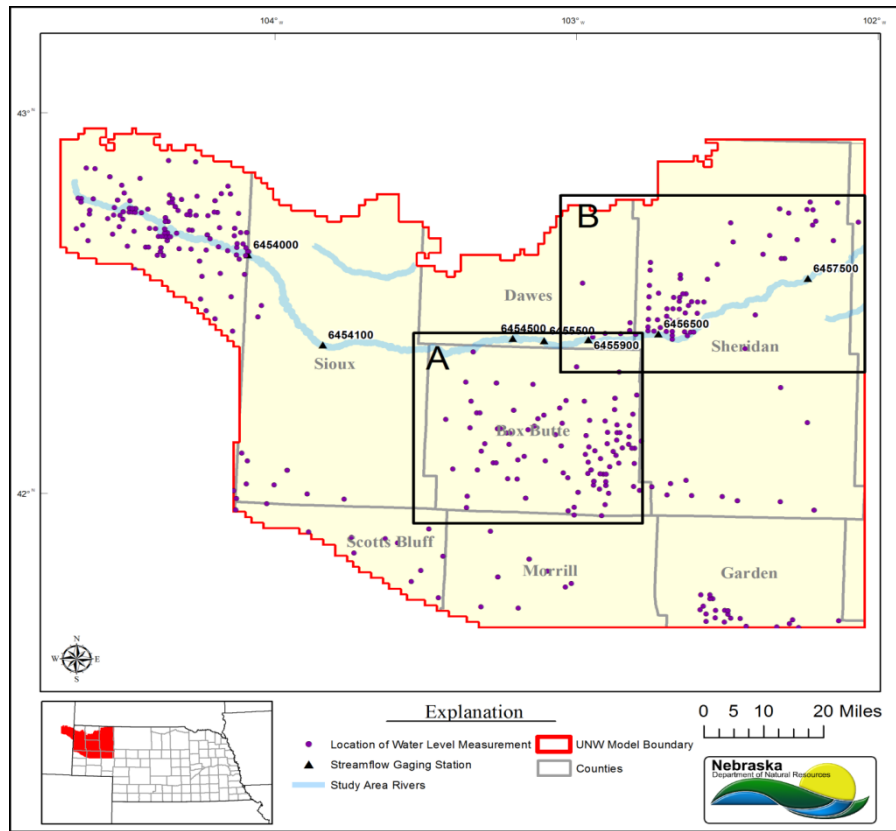 104°
103°
102°
43°
42°
B
6454000
6457500
Dawes
6454500
6455500
6456500
6454100
6455900
Sheridan
A
Sioux
Box Butte
Scotts Bluff
Morrill
Garden
N
W
E
S
Explanation
0 5 10 20 Miles
Location of Water Level Measurement
UNW Model Boundary
Streamflow Gaging Station
Counties
Study Area Rivers
Nebraska
Department of Natural Resources